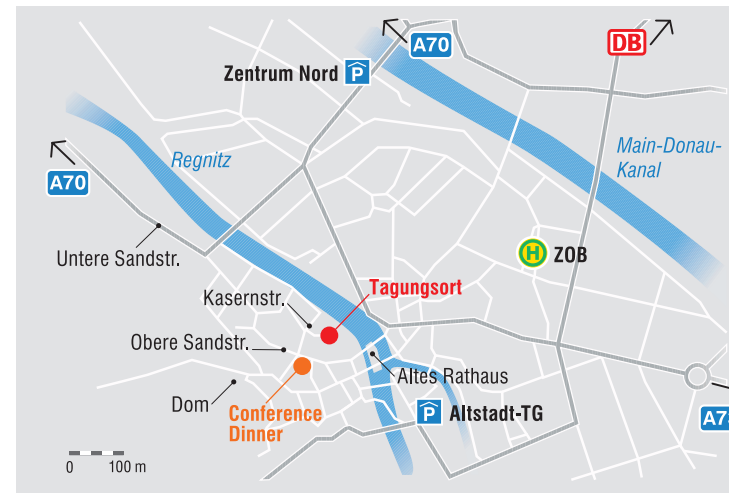 A70
DB
Zentrum Nord P
Regnitz
Main-Donau-
Kanal
A70
H ZOB
Untere Sandstr.
Tagungsort
Kasernstr.
Obere Sandstr.
Altes Rathaus
Dom
Conference
Dinner
P Altstadt-TG
0 100 m